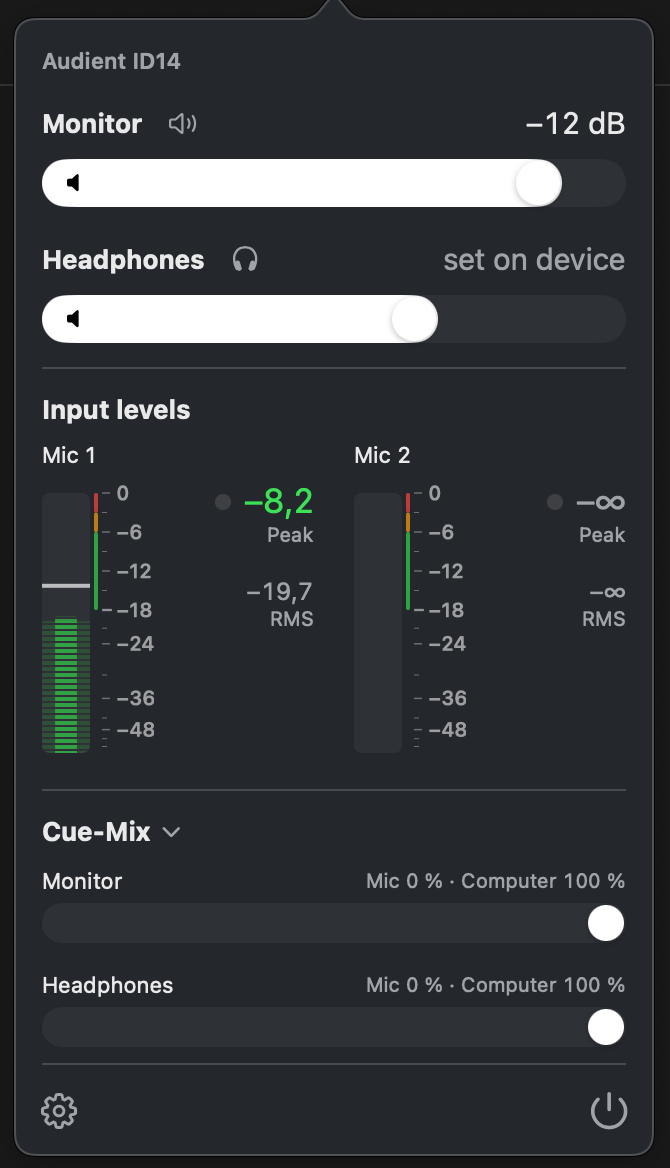 Audient ID14
Monitor –12 dB
Headphones set on device
Input levels
Mic 1 Mic 2
0 –8,2 0 –∞
–6 Peak –6 Peak
–12 –12
–19,7 –∞
–18 RMS –18 RMS
–24 –24
–36 –36
–48 –48
Cue-Mix
Monitor Mic 0 % · Computer 100 %
Headphones Mic 0 % · Computer 100 %